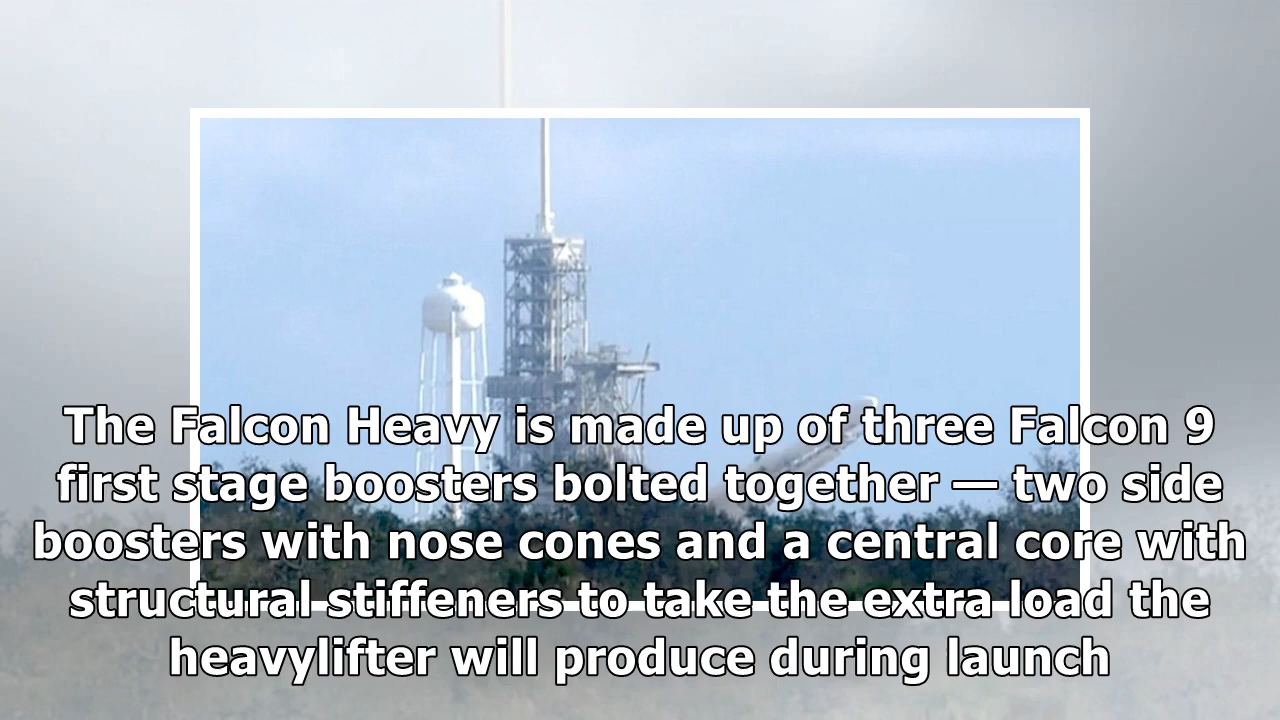 The Falcon Heavy is made up of three Falcon 9
first stage boosters bolted together — two side
boosters with nose cones and a central core with
structural stiffeners to take the extra load the
heavylifter will produce during launch